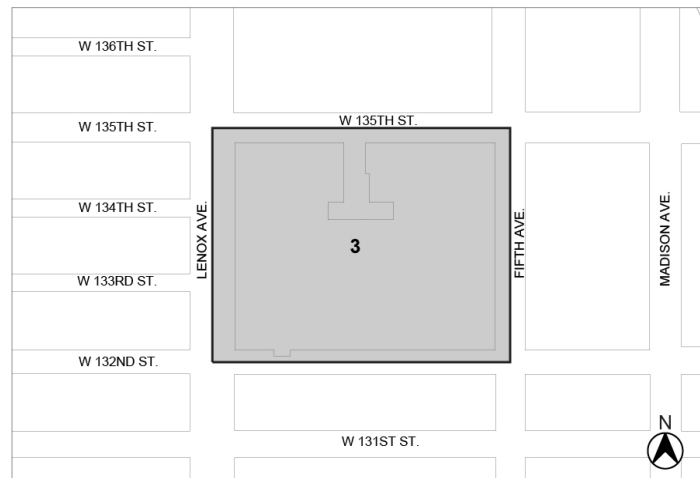 W 136TH ST.
W 135TH ST.
W 135TH ST.
W 134TH ST.
LENOX AVE.
FIFTH AVE.
MADISON AVE.
3
W 133RD ST.
W 132ND ST.
W 131ST ST.
N